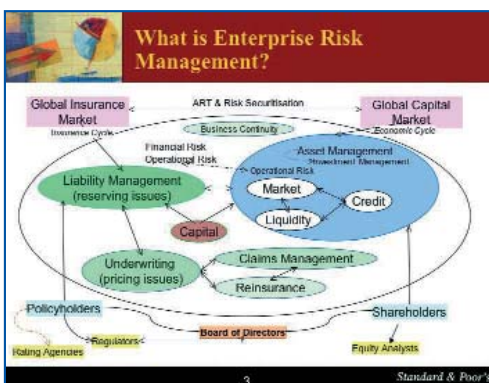 What is Enterprise Risk
Management?
Global Insurance
Market
ART & Risk Securitisation
Global Capital
Market
Insurance Cycle
Business Continuity
Economic Cycle
Financial Risk
Operational Risk
Asset Management
Investment Management
Operational Risk
Liability Management
(reserving issues)
Market
Credit
Liquidity
Capital
Underwriting
(pricing issues)
Claims Management
Reinsurance
Policyholders
Shareholders
Board of Directors
Regulators
Rating Agencies
Equity Analysts
3
Standard & Poor's